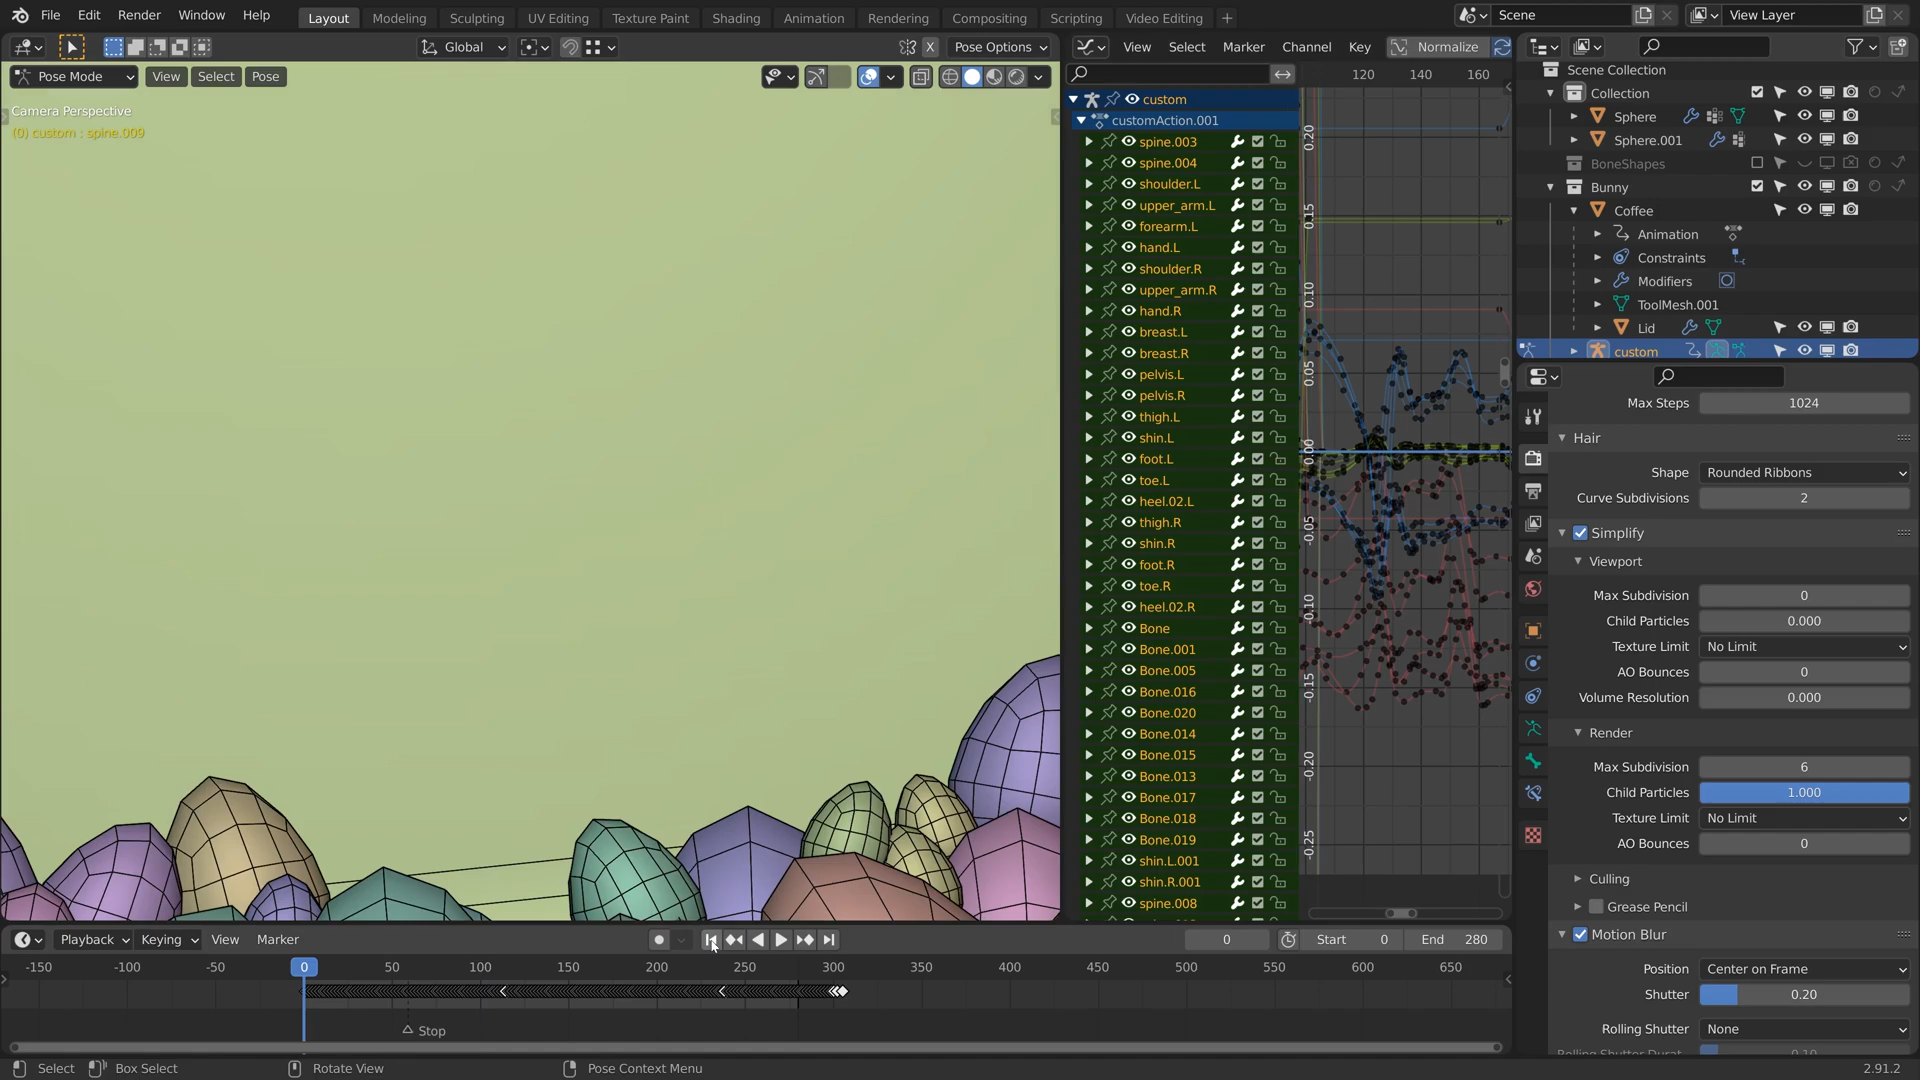 File Edit Render Window Help
Layout Modeling Sculpting UV Editing Texture Paint Shading Animation Rendering Compositing Scripting Video Editing +
Scene
View Layer
Global
X
Pose Options
View Select Marker Channel Key Normalize
Pose Mode View Select Pose
Camera Perspective
(0) custom : spine.009
custom
customAction.001
spine.003
spine.004
shoulder.L
upper_arm.L
forearm.L
hand.L
shoulder.R
upper_arm.R
hand.R
breast.L
breast.R
pelvis.L
pelvis.R
thigh.L
shin.L
foot.L
toe.L
heel.02.L
thigh.R
shin.R
foot.R
toe.R
heel.02.R
Bone
Bone.001
Bone.005
Bone.016
Bone.020
Bone.014
Bone.015
Bone.013
Bone.017
Bone.018
Bone.019
shin.L.001
shin.R.001
spine.008
120 140 160
0.20
0.15
0.10
0.05
0.00
-0.05
-0.10
-0.15
-0.20
-0.25
Scene Collection
Collection
Sphere
Sphere.001
BoneShapes
Bunny
Coffee
Animation
Constraints
Modifiers
ToolMesh.001
Lid
custom
Max Steps 1024
Hair
Shape Rounded Ribbons
Curve Subdivisions 2
Simplify
Viewport
Max Subdivision 0
Child Particles 0.000
Texture Limit No Limit
AO Bounces 0
Volume Resolution 0.000
Render
Max Subdivision 6
Child Particles 1.000
Texture Limit No Limit
AO Bounces 0
Culling
Grease Pencil
Motion Blur
Position Center on Frame
Shutter 0.20
Rolling Shutter None
Rolling Shutter Durat.. 0.10
Playback Keying View Marker
0 Start 0 End 280
-150 -100 -50 0 50 100 150 200 250 300 350 400 450 500 550 600 650
Stop
Select Box Select Rotate View Pose Context Menu 2.91.2